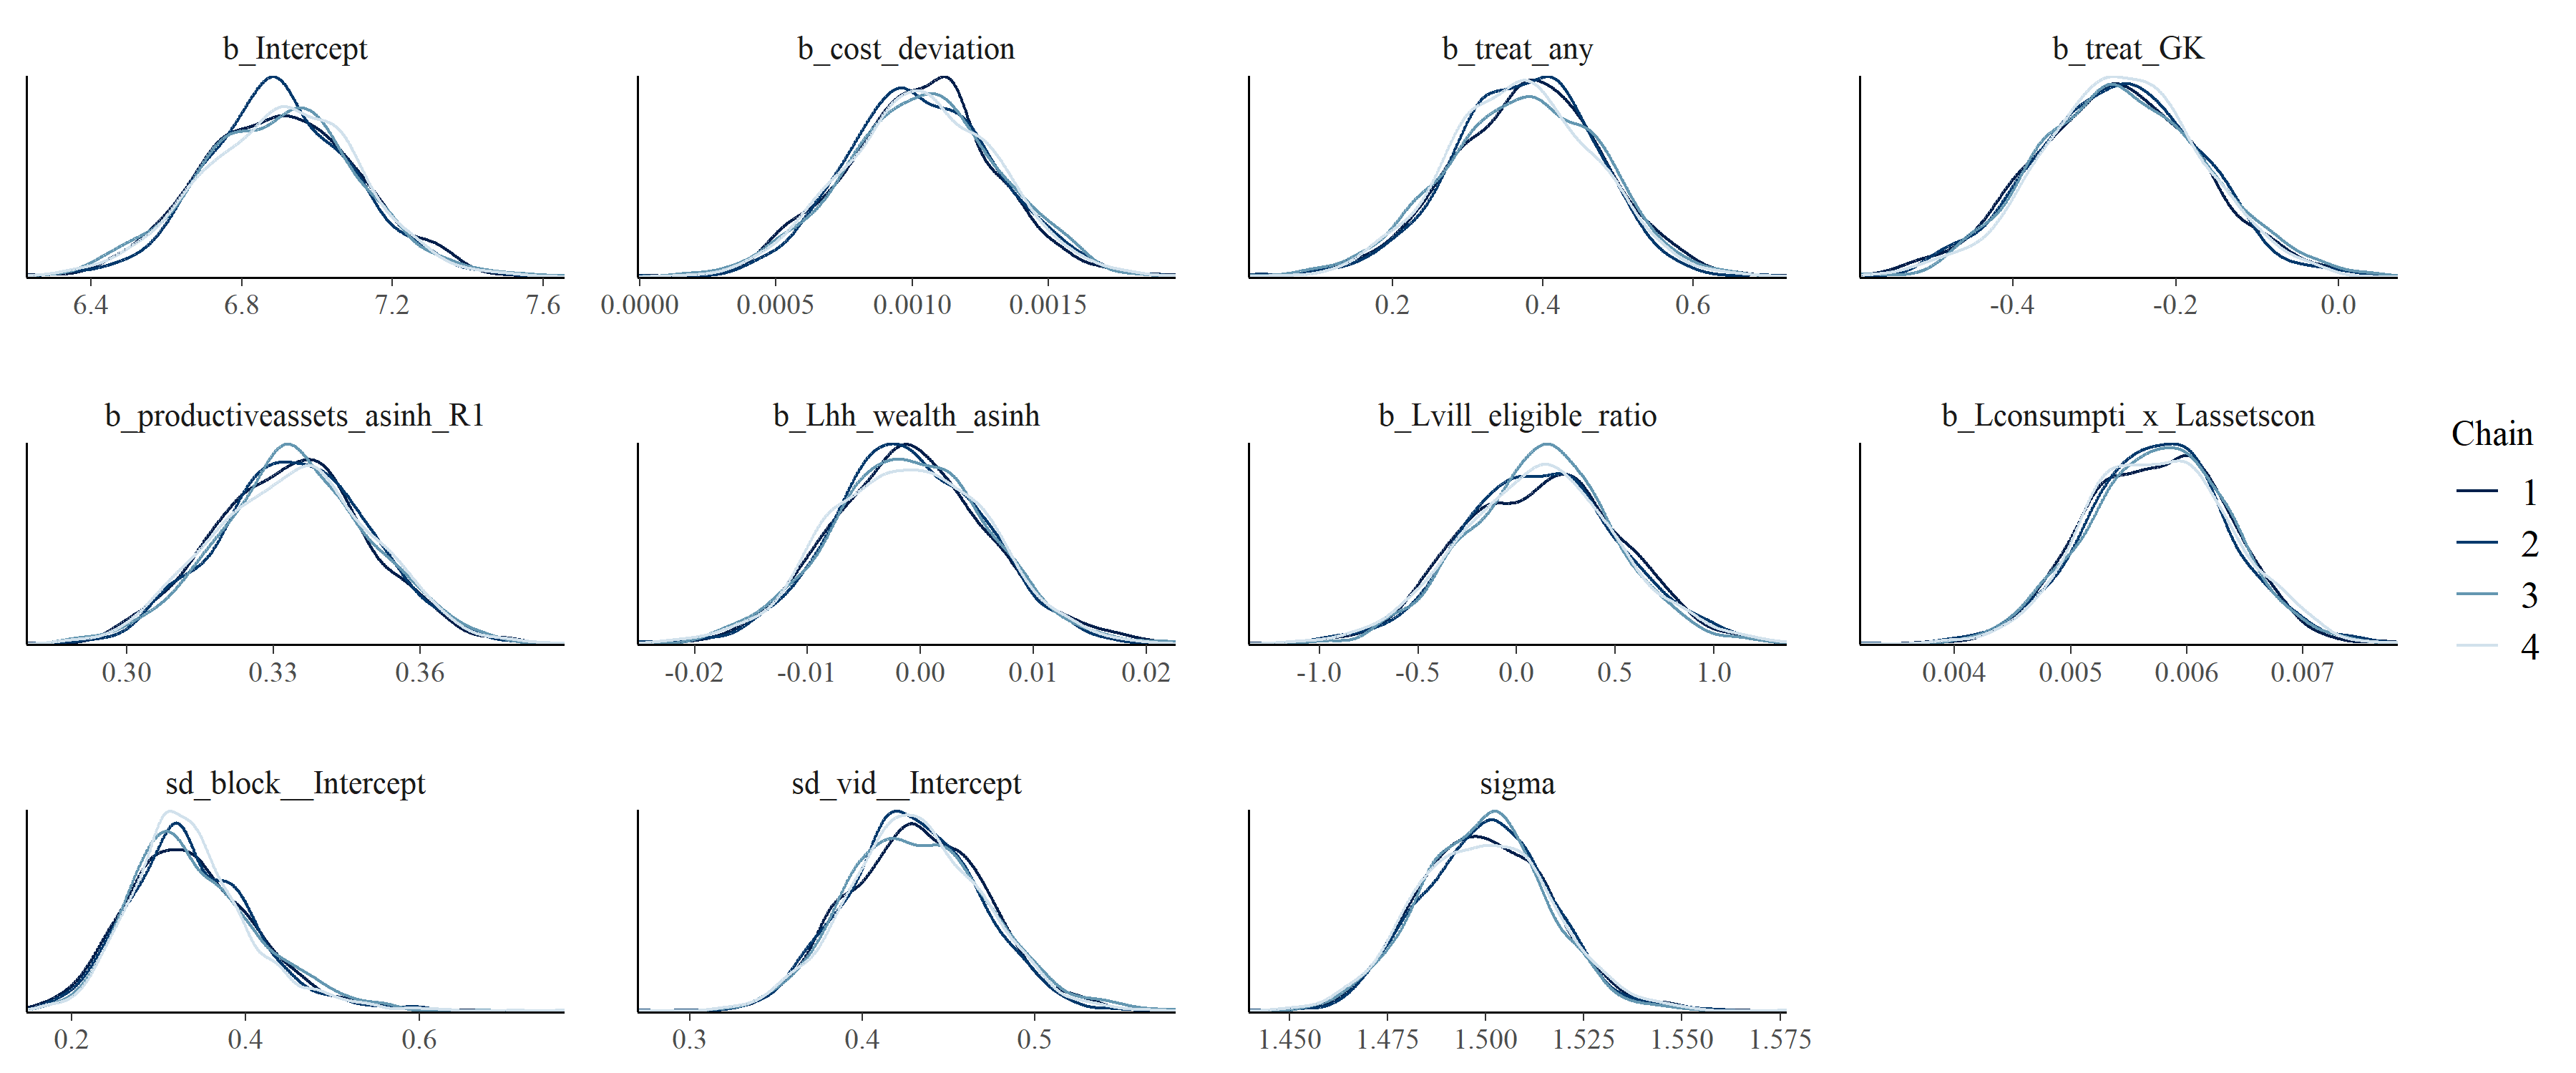 b_Intercept
b_cost_deviation
b_treat_any
b_treat_GK
6.4 6.8 7.2 7.6
0.0000 0.0005 0.0010 0.0015
0.2 0.4 0.6
-0.4 -0.2 0.0
b_productiveassets_asinh_R1
b_Lhh_wealth_asinh
b_Lvill_eligible_ratio
b_Lconsumpti_x_Lassetscon
0.30 0.33 0.36
-0.02 -0.01 0.00 0.01 0.02
-1.0 -0.5 0.0 0.5 1.0
0.004 0.005 0.006 0.007
Chain
1
2
3
4
sd_block__Intercept
sd_vid__Intercept
sigma
0.2 0.4 0.6
0.3 0.4 0.5
1.450 1.475 1.500 1.525 1.550 1.575